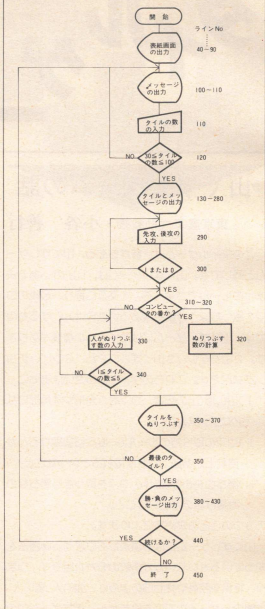 開始
ラインNo
表紙画面
の出力
40~90
メッセージ
の出力
100~110
タイルの数
の入力
110
30≦タイル
の数≦100
120
NO
YES
タイルとメッ
セージの出力
130~280
先攻、後攻の
入力
290
1または0
300
YES
310~320
NO
コンピュー
タの番か?
YES
人がぬりつぶ
す数の入力
330
ぬりつぶす
数の計算
320
1≦タイル
の数≦5
340
NO
YES
タイルを
ぬりつぶす
350~370
NO
最後のタ
イル?
350
YES
勝・負のメッ
セージ出力
380~430
YES
続けるか?
440
NO
終了
450